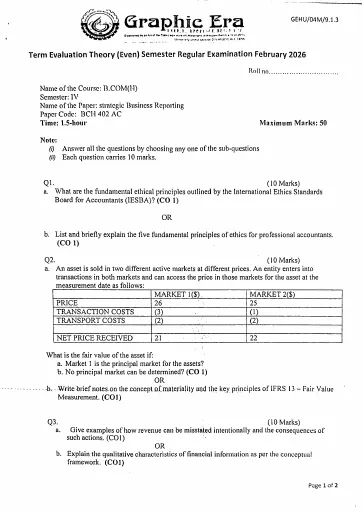 GEHU/04M/9.1.3
Graphic Era
Term Evaluation Theory (Even) Semester Regular Examination February 2026
Roll no..............................
Name of the Course: B.COM(H)
Semester: IV
Name of the Paper: strategic Business Reporting
Paper Code: BCH 402 AC
Time: 1.5-hour Maximum Marks: 50
Note:
(i) Answer all the questions by choosing any one of the sub-questions
(ii) Each question carries 10 marks.
Q1. (10 Marks)
a. What are the fundamental ethical principles outlined by the International Ethics Standards
Board for Accountants (IESBA)? (CO 1)
OR
b. List and briefly explain the five fundamental principles of ethics for professional accountants.
(CO 1)
Q2. (10 Marks)
a. An asset is sold in two different active markets at different prices. An entity enters into
transactions in both markets and can access the price in those markets for the asset at the
measurement date as follows:
MARKET 1($) MARKET 2($)
PRICE 26 25
TRANSACTION COSTS (3) (1)
TRANSPORT COSTS (2) (2)
NET PRICE RECEIVED 21 22
What is the fair value of the asset if:
a. Market 1 is the principal market for the assets?
b. No principal market can be determined? (CO 1)
OR
b. Write brief notes on the concept of materiality and the key principles of IFRS 13 – Fair Value
Measurement. (CO1)
Q3. (10 Marks)
a. Give examples of how revenue can be misstated intentionally and the consequences of
such actions. (CO1)
OR
b. Explain the qualitative characteristics of financial information as per the conceptual
framework. (CO1)
Page 1 of 2